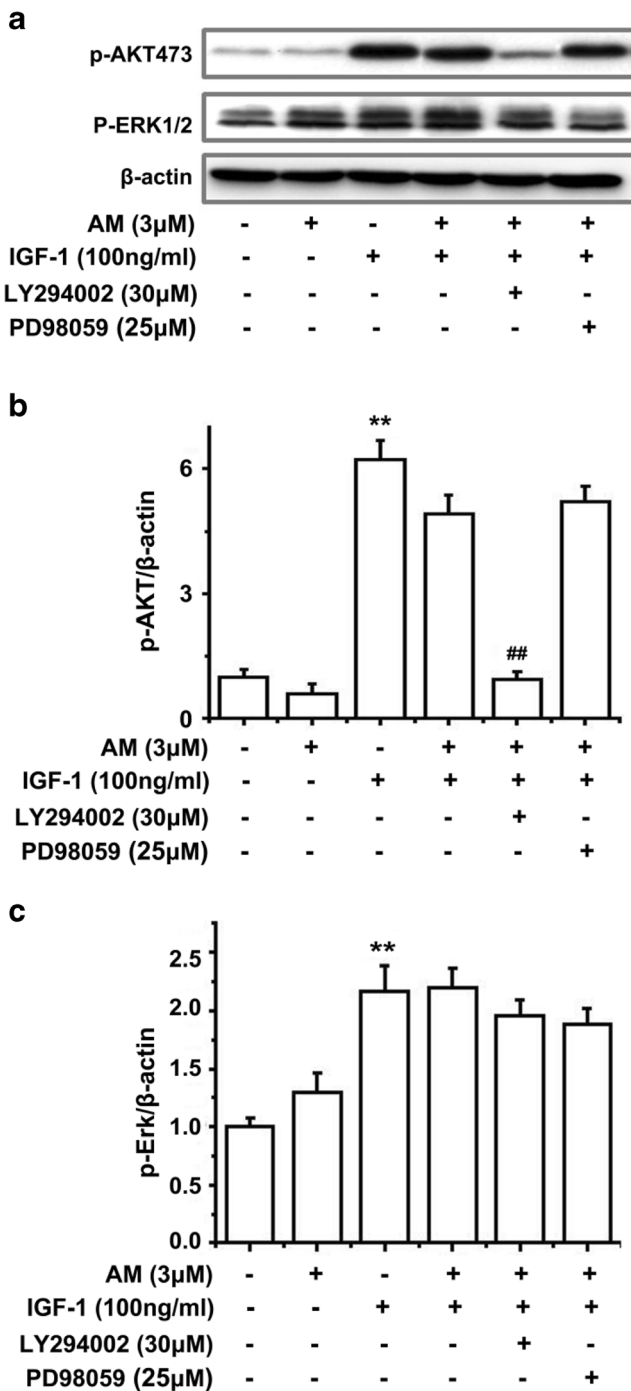 a
p-AKT473
P-ERK1/2
β-actin
AM (3μM) - + - + + +
IGF-1 (100ng/ml) - - + + + +
LY294002 (30μM) - - - - + -
PD98059 (25μM) - - - - - +
b
**
6
3
##
0
p-AKT/β-actin
AM (3μM) - + - + + +
IGF-1 (100ng/ml) - - + + + +
LY294002 (30μM) - - - - + -
PD98059 (25μM) - - - - - +
c
**
2.5
2.0
1.5
1.0
0.5
0.0
p-Erk/β-actin
AM (3μM) - + - + + +
IGF-1 (100ng/ml) - - + + + +
LY294002 (30μM) - - - - + -
PD98059 (25μM) - - - - - +